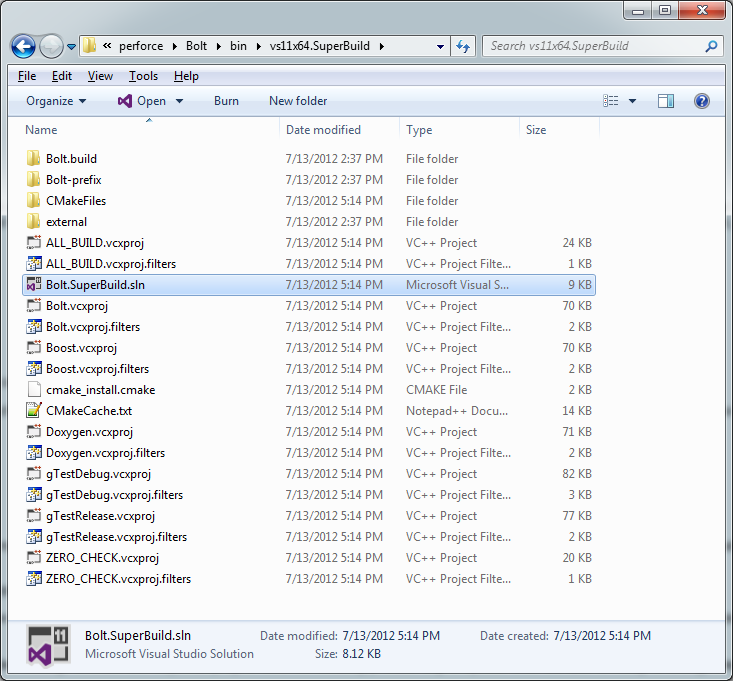 « perforce ▸ Bolt ▸ bin ▸ vs11x64.SuperBuild ▸ Search vs11x64.SuperBuild
File Edit View Tools Help
Organize Open Burn New folder
Name Date modified Type Size
Bolt.build 7/13/2012 2:37 PM File folder
Bolt-prefix 7/13/2012 2:37 PM File folder
CMakeFiles 7/13/2012 5:14 PM File folder
external 7/13/2012 2:37 PM File folder
ALL_BUILD.vcxproj 7/13/2012 5:14 PM VC++ Project 24 KB
ALL_BUILD.vcxproj.filters 7/13/2012 5:14 PM VC++ Project Filte... 1 KB
Bolt.SuperBuild.sln 7/13/2012 5:14 PM Microsoft Visual S... 9 KB
Bolt.vcxproj 7/13/2012 5:14 PM VC++ Project 70 KB
Bolt.vcxproj.filters 7/13/2012 5:14 PM VC++ Project Filte... 2 KB
Boost.vcxproj 7/13/2012 5:14 PM VC++ Project 70 KB
Boost.vcxproj.filters 7/13/2012 5:14 PM VC++ Project Filte... 2 KB
cmake_install.cmake 7/13/2012 5:14 PM CMAKE File 2 KB
CMakeCache.txt 7/13/2012 5:14 PM Notepad++ Docu... 14 KB
Doxygen.vcxproj 7/13/2012 5:14 PM VC++ Project 71 KB
Doxygen.vcxproj.filters 7/13/2012 5:14 PM VC++ Project Filte... 2 KB
gTestDebug.vcxproj 7/13/2012 5:14 PM VC++ Project 82 KB
gTestDebug.vcxproj.filters 7/13/2012 5:14 PM VC++ Project Filte... 3 KB
gTestRelease.vcxproj 7/13/2012 5:14 PM VC++ Project 77 KB
gTestRelease.vcxproj.filters 7/13/2012 5:14 PM VC++ Project Filte... 2 KB
ZERO_CHECK.vcxproj 7/13/2012 5:14 PM VC++ Project 20 KB
ZERO_CHECK.vcxproj.filters 7/13/2012 5:14 PM VC++ Project Filte... 1 KB
11 Bolt.SuperBuild.sln Date modified: 7/13/2012 5:14 PM Date created: 7/13/2012 5:14 PM
Microsoft Visual Studio Solution Size: 8.12 KB